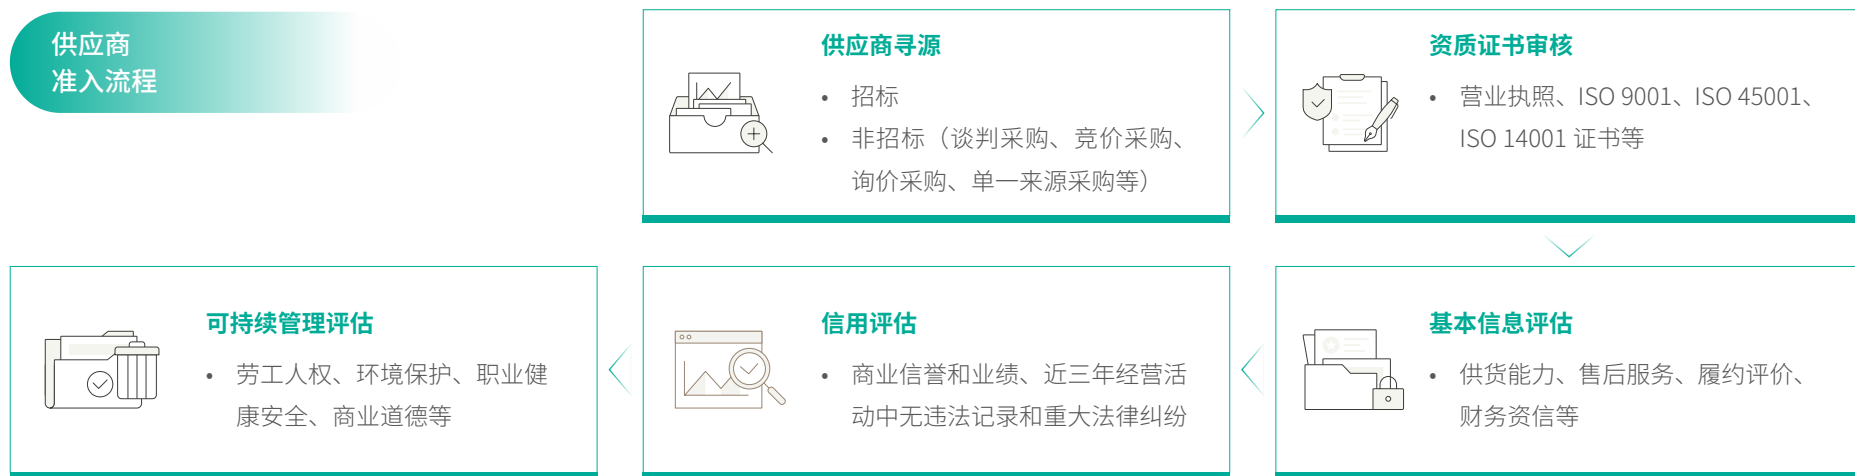 供应商
准入流程
供应商寻源
• 招标
• 非招标（谈判采购、竞价采购、
询价采购、单一来源采购等）
资质证书审核
• 营业执照、ISO 9001、ISO 45001、
ISO 14001 证书等
基本信息评估
• 供货能力、售后服务、履约评价、
财务资信等
信用评估
• 商业信誉和业绩、近三年经营活
动中无违法记录和重大法律纠纷
可持续管理评估
• 劳工人权、环境保护、职业健
康安全、商业道德等